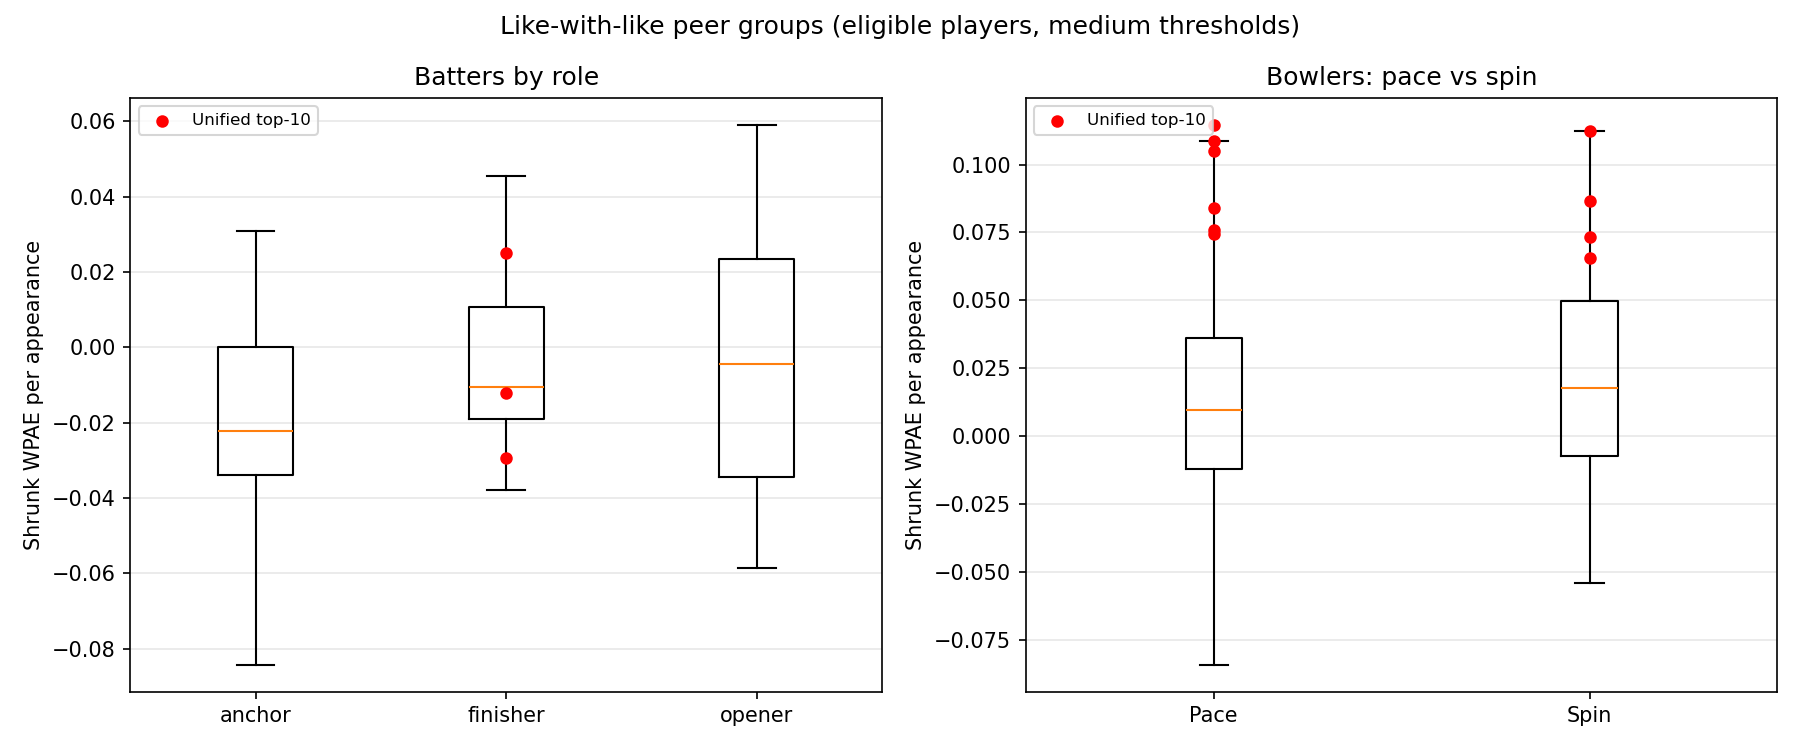 Like-with-like peer groups (eligible players, medium thresholds)
Batters by role
Unified top-10
Shrunk WPAE per appearance
0.06
0.04
0.02
0.00
−0.02
−0.04
−0.06
−0.08
anchor
finisher
opener
Bowlers: pace vs spin
Unified top-10
Shrunk WPAE per appearance
0.100
0.075
0.050
0.025
0.000
−0.025
−0.050
−0.075
Pace
Spin